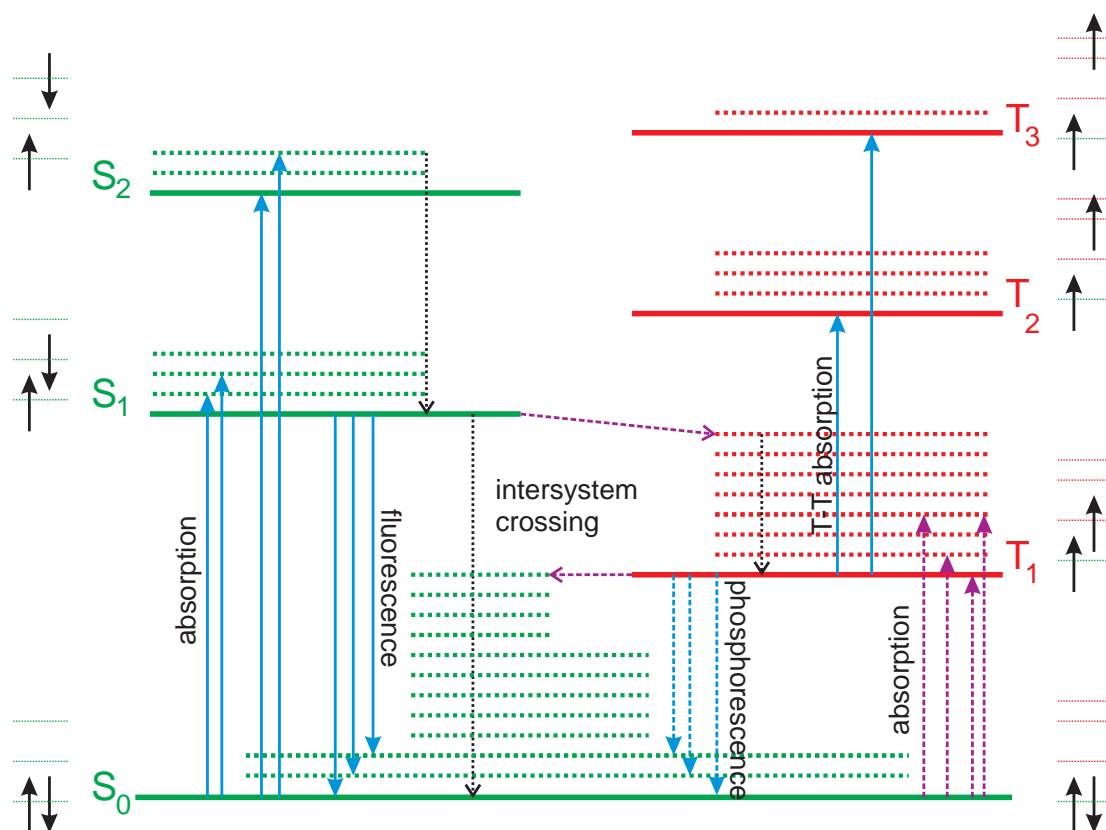 T3
S2
T2
S1
T-T absorption
intersystem
crossing
fluorescence
absorption
T1
phosphorescence
absorption
S0